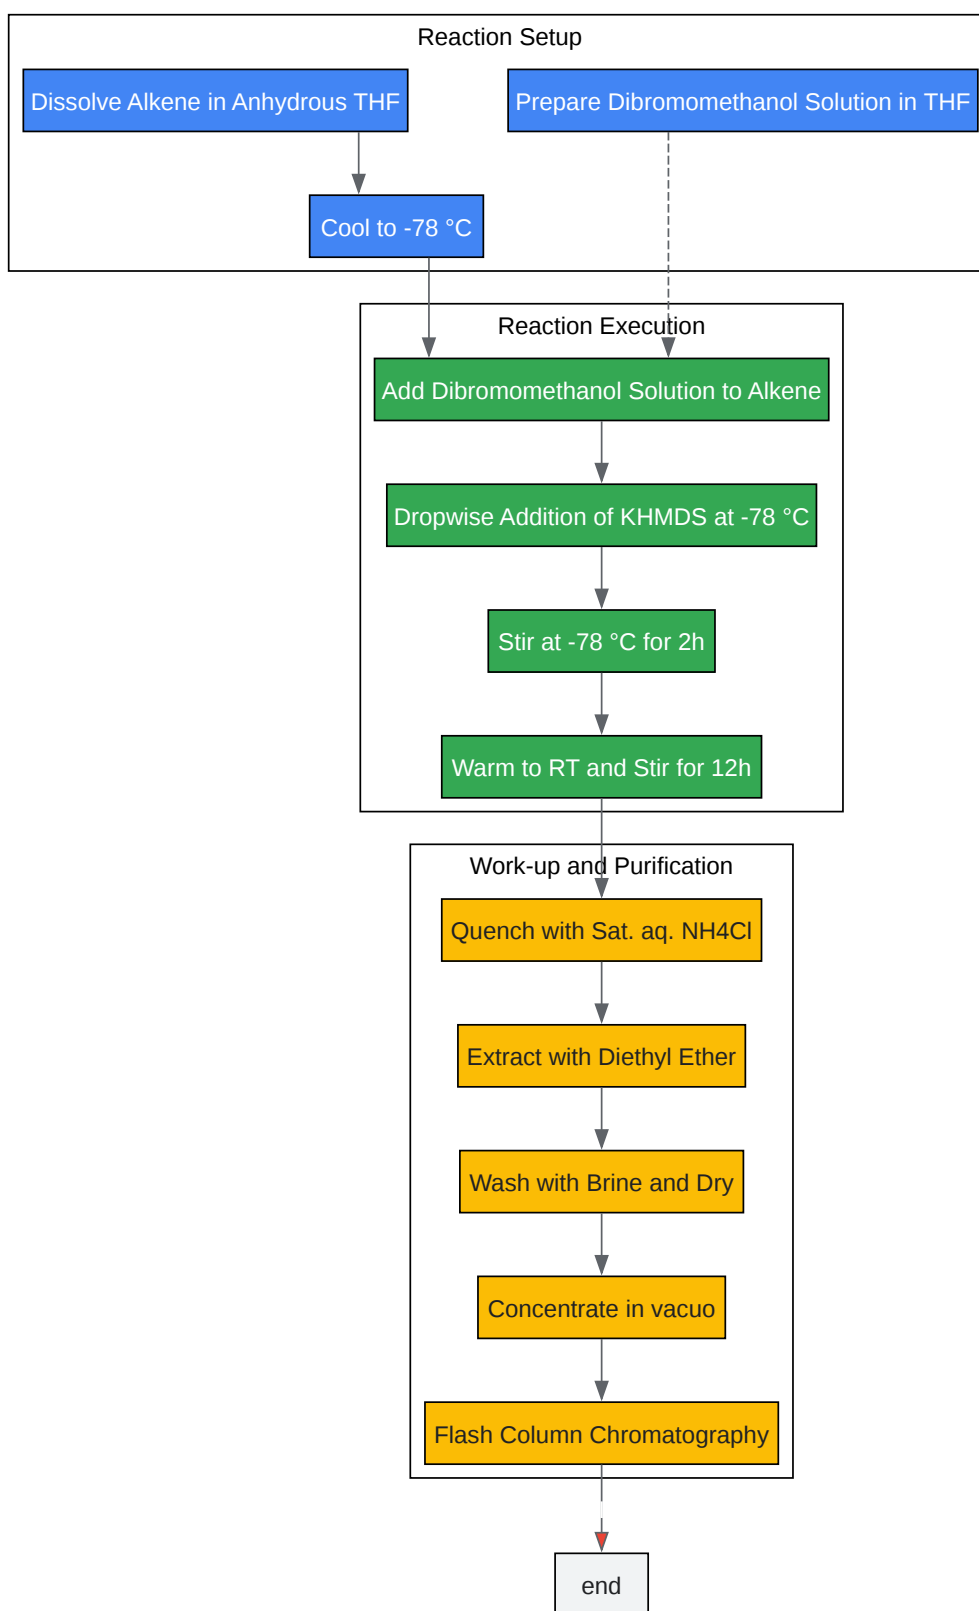 Reaction Setup
Dissolve Alkene in Anhydrous THF
Prepare Dibromomethanol Solution in THF
Cool to -78 °C
Reaction Execution
Add Dibromomethanol Solution to Alkene
Dropwise Addition of KHMDS at -78 °C
Stir at -78 °C for 2h
Warm to RT and Stir for 12h
Work-up and Purification
Quench with Sat. aq. NH4Cl
Extract with Diethyl Ether
Wash with Brine and Dry
Concentrate in vacuo
Flash Column Chromatography
end